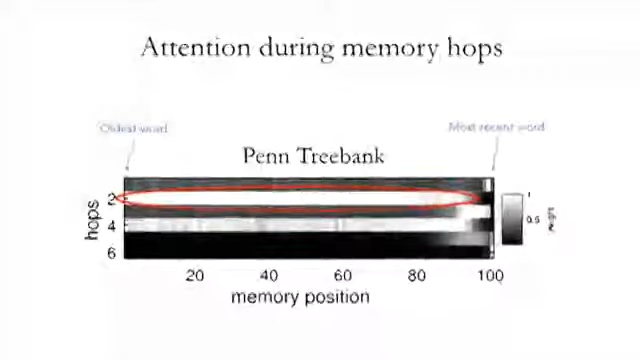 Attention during memory hops
Oldest word
Most recent word
Penn Treebank
hops
2
4
6
20 40 60 80 100
memory position
1
0.5